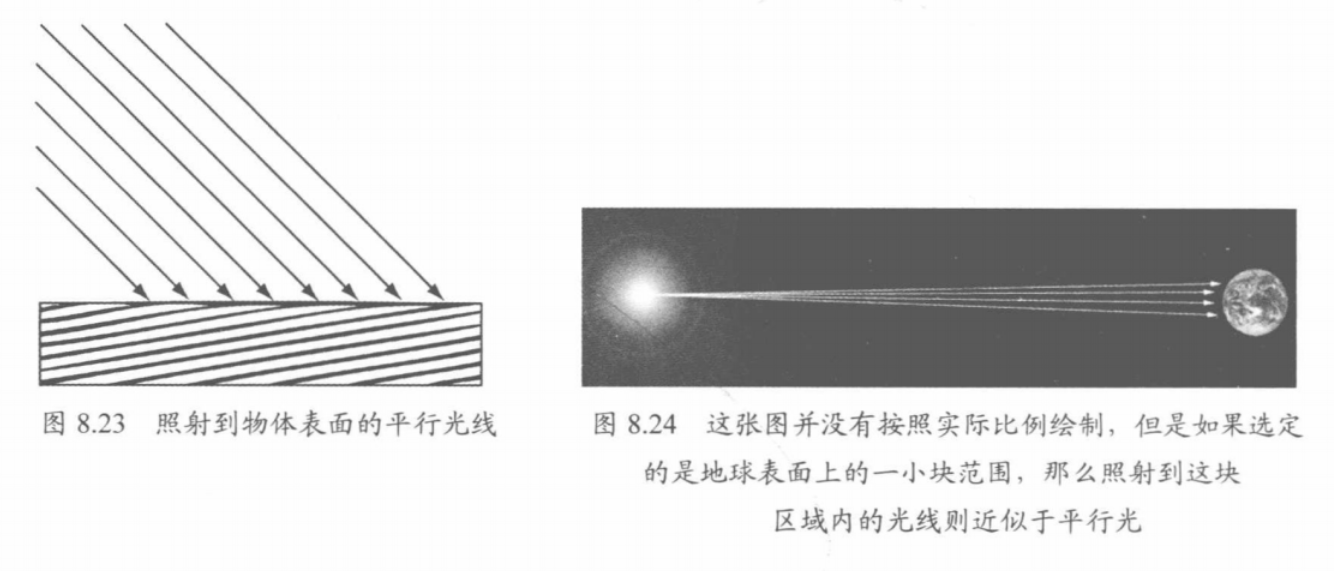 图 8.23 照射到物体表面的平行光线
图 8.24 这张图并没有按照实际比例绘制，但是如果选定
的是地球表面上的一小块范围，那么照射到这块
区域内的光线则近似于平行光